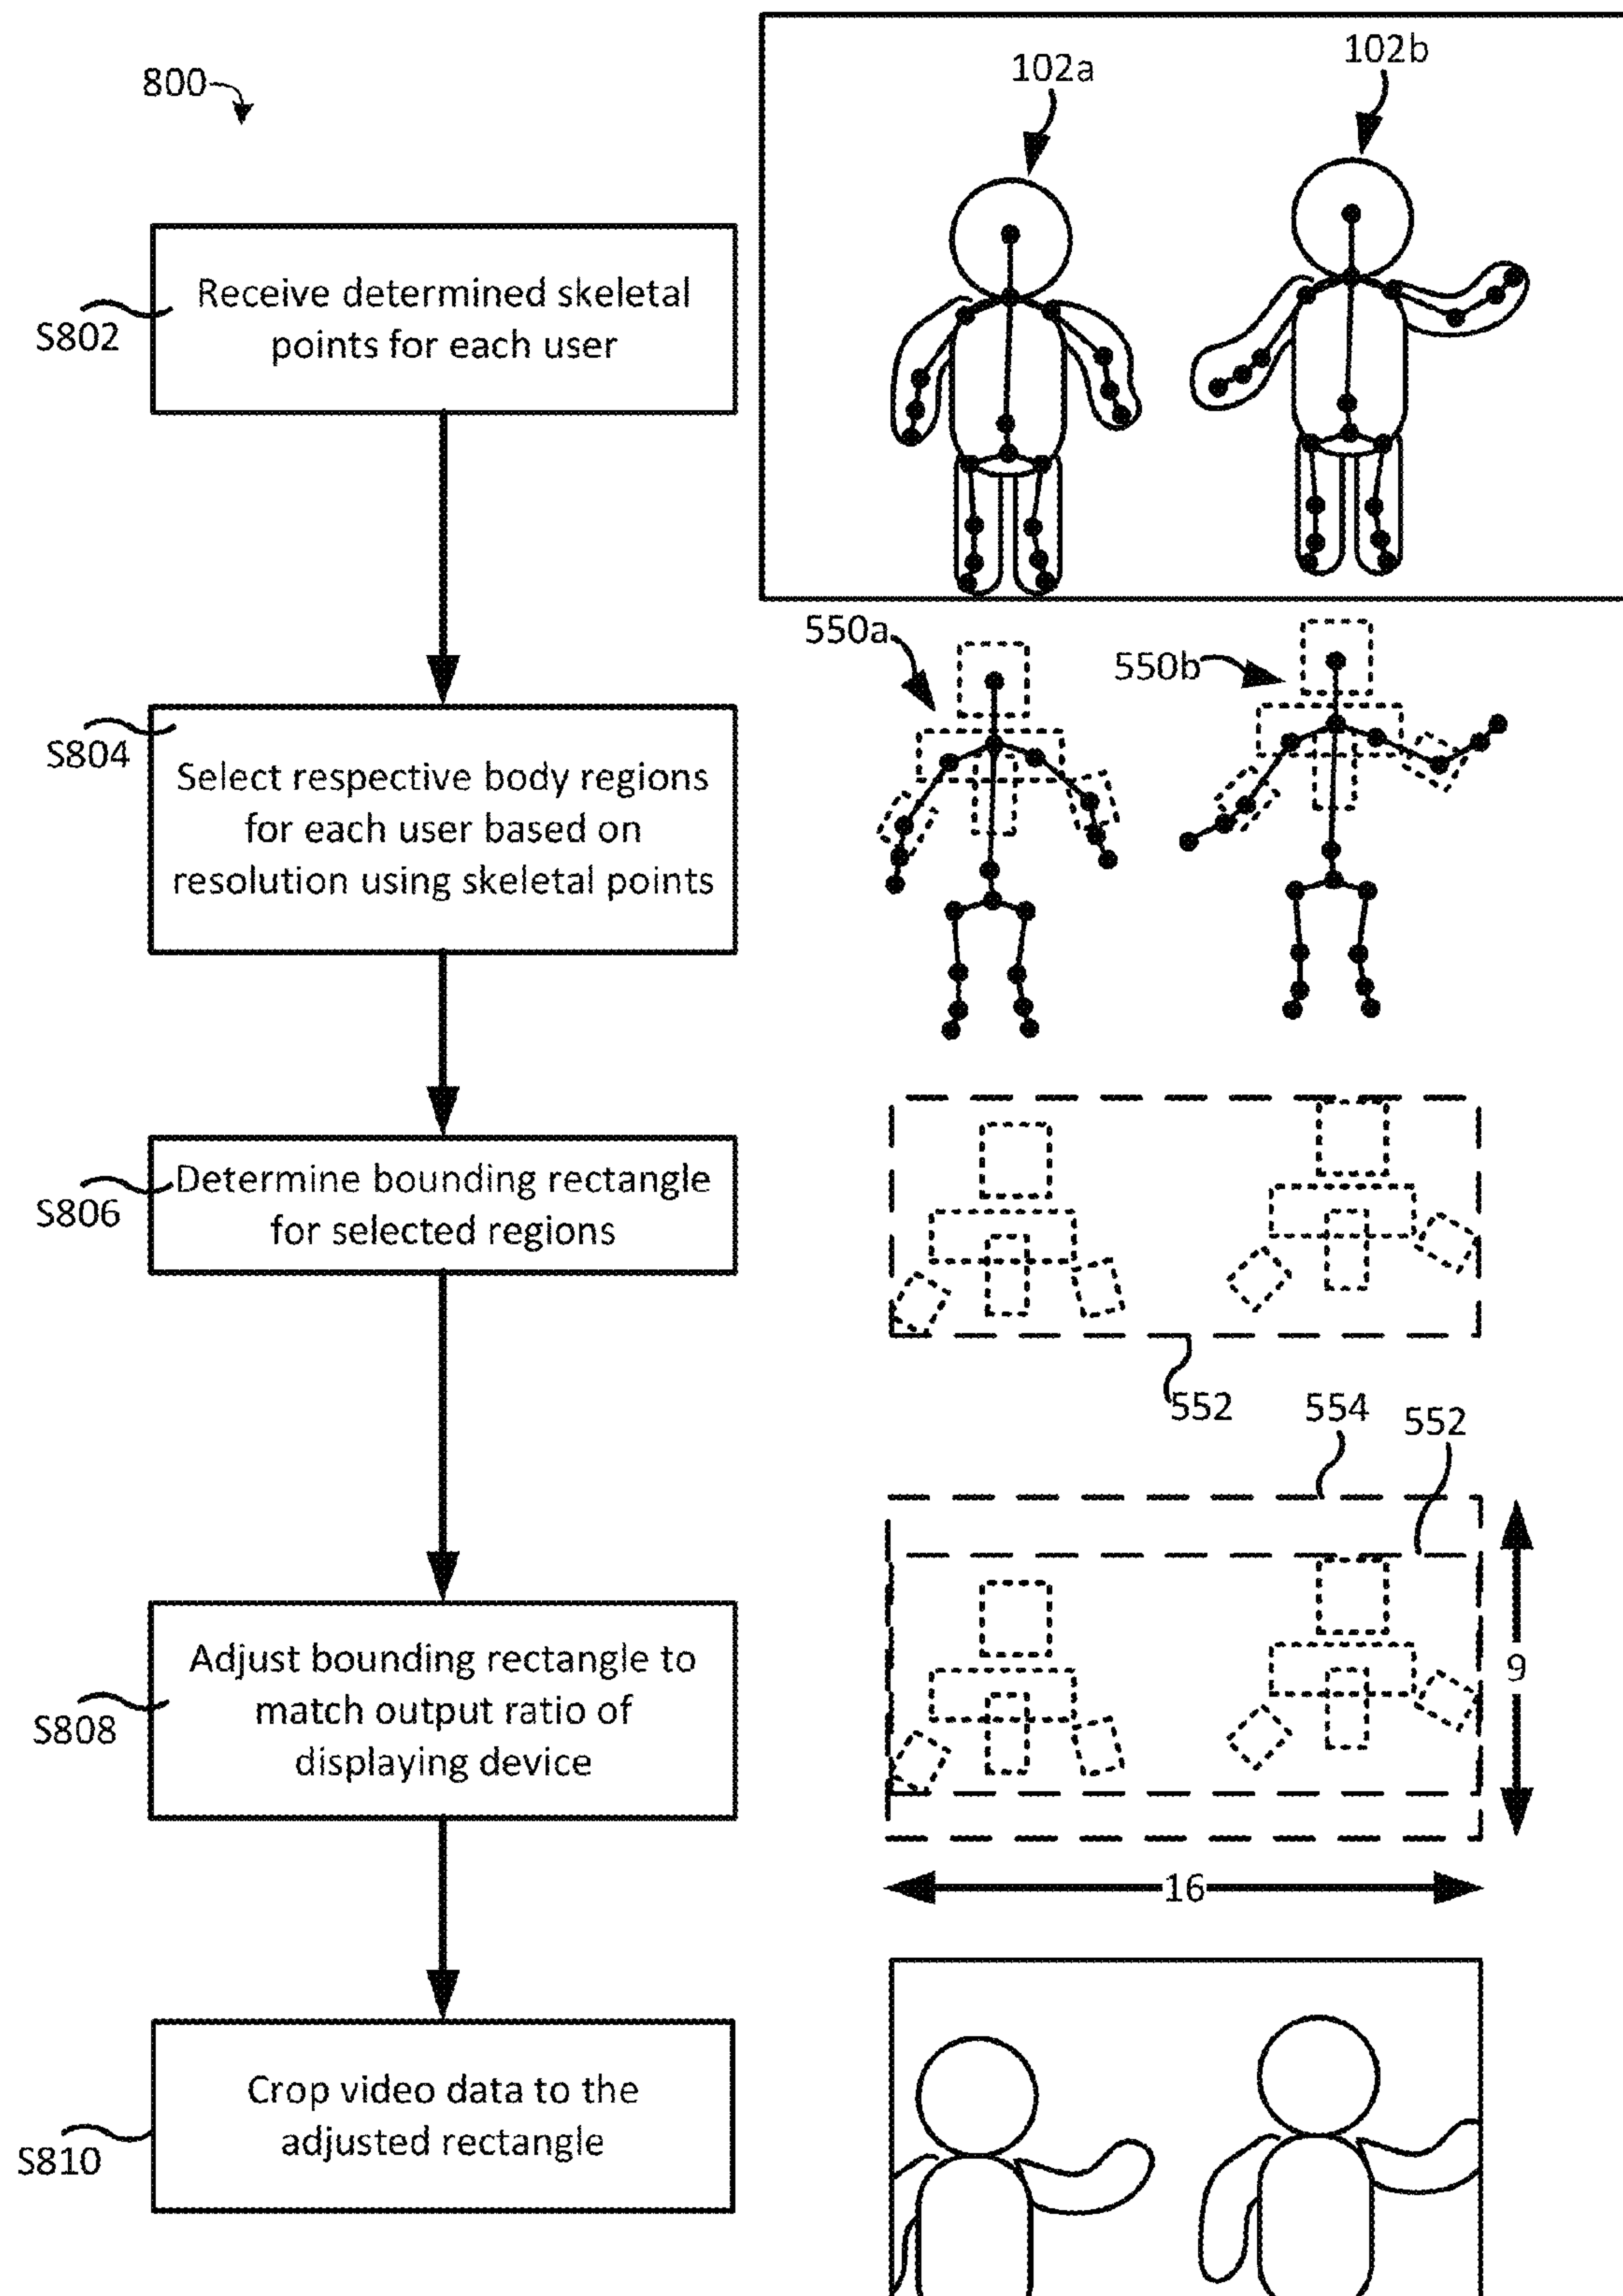 800
102a
102b
S802
Receive determined skeletal
points for each user
550a
550b
S804
Select respective body regions
for each user based on
resolution using skeletal points
S806
Determine bounding rectangle
for selected regions
552
554
552
S808
Adjust bounding rectangle to
match output ratio of
displaying device
9
16
S810
Crop video data to the
adjusted rectangle